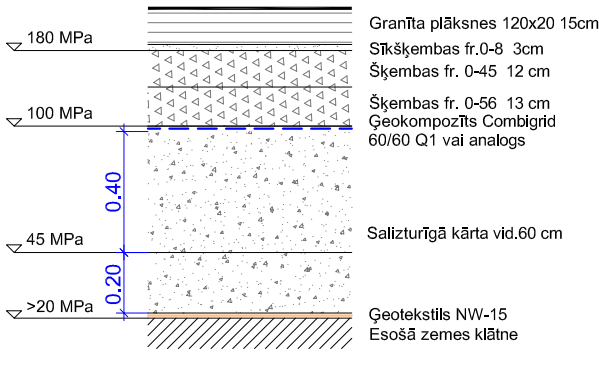 Granīta plāksnes 120x20 15cm
180 MPa
Sīkšķembas fr.0-8 3cm
Šķembas fr. 0-45 12 cm
Šķembas fr. 0-56 13 cm
100 MPa
Ģeokompozīts Combigrid
60/60 Q1 vai analogs
0.40
Salizturīgā kārta vid.60 cm
45 MPa
0.20
>20 MPa
Ģeotekstils NW-15
Esošā zemes klātne